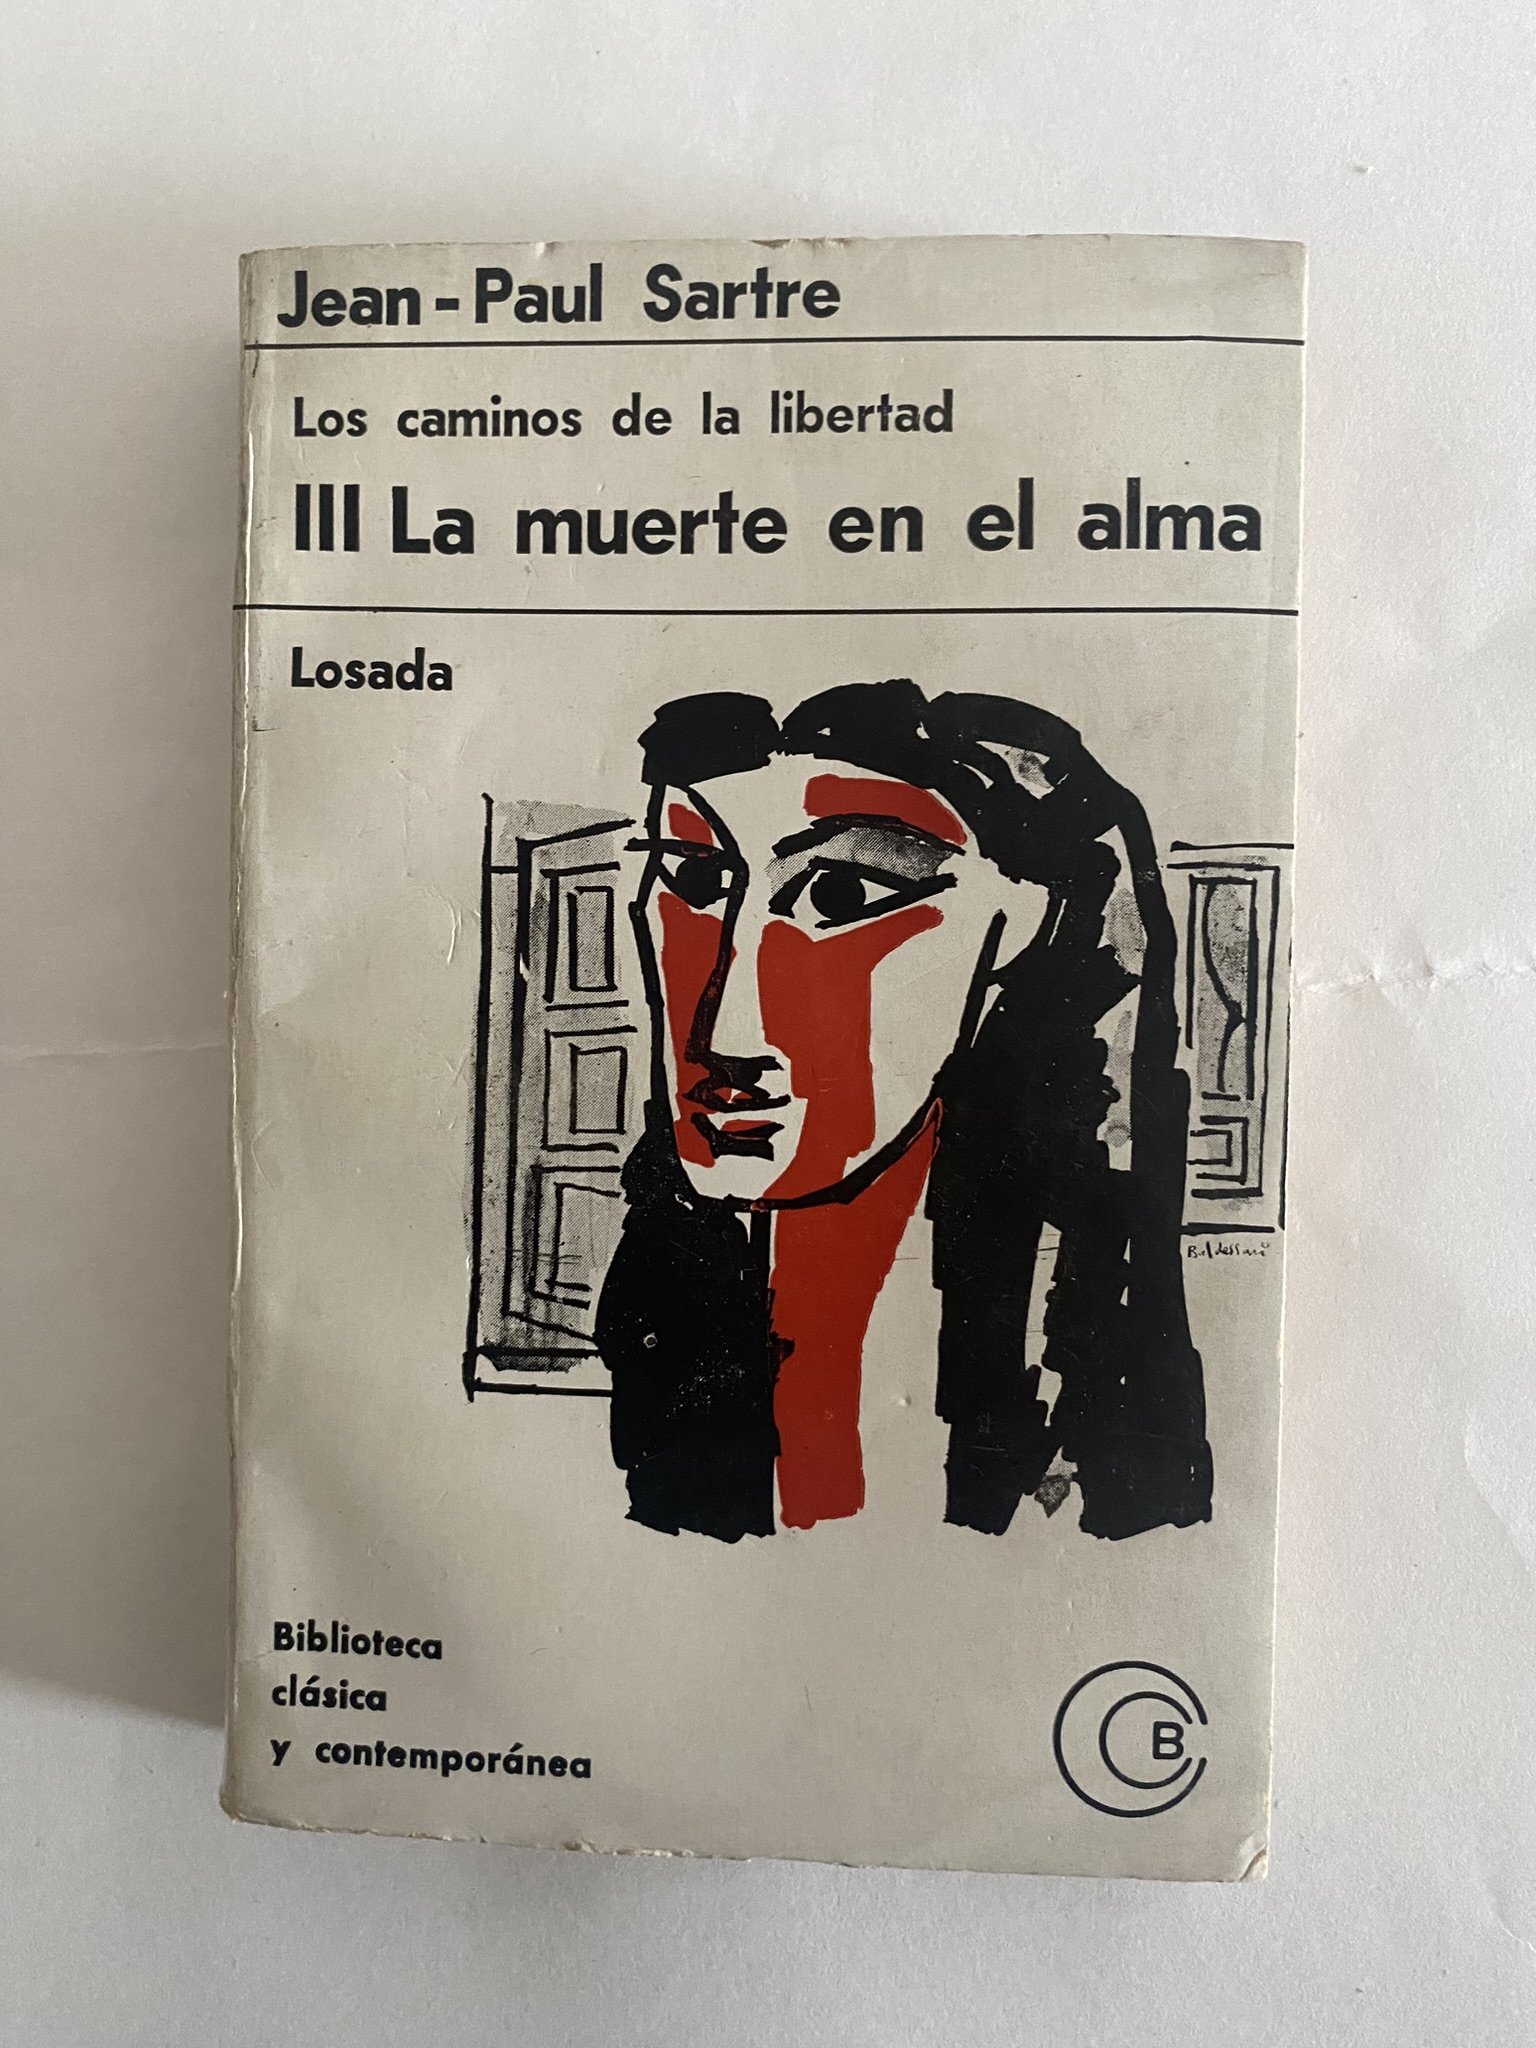 Jean-Paul Sartre
Los caminos de la libertad
III La muerte en el alma
Losada
Baldessari
Biblioteca
clásica
y contemporánea
B